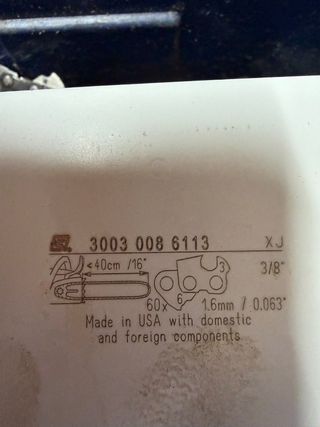 3003 008 6113 XJ
<40cm /16" 3 3/8"
60x 6 1.6mm / 0.063"
Made in USA with domestic
and foreign components